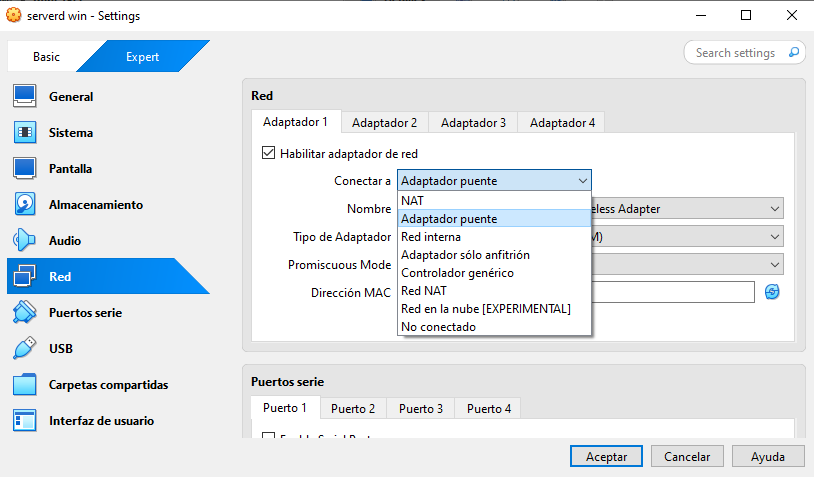 serverd win - Settings
Basic
Expert
Search settings
General
Sistema
Pantalla
Almacenamiento
Audio
Red
Puertos serie
USB
Carpetas compartidas
Interfaz de usuario
Red
Adaptador 1
Adaptador 2
Adaptador 3
Adaptador 4
Habilitar adaptador de red
Conectar a
Adaptador puente
NAT
Adaptador puente
Red interna
Adaptador sólo anfitrión
Controlador genérico
Red NAT
Red en la nube [EXPERIMENTAL]
No conectado
Nombre
Adapter
Tipo de Adaptador
Promiscuous Mode
Dirección MAC
Puertos serie
Puerto 1
Puerto 2
Puerto 3
Puerto 4
Aceptar
Cancelar
Ayuda